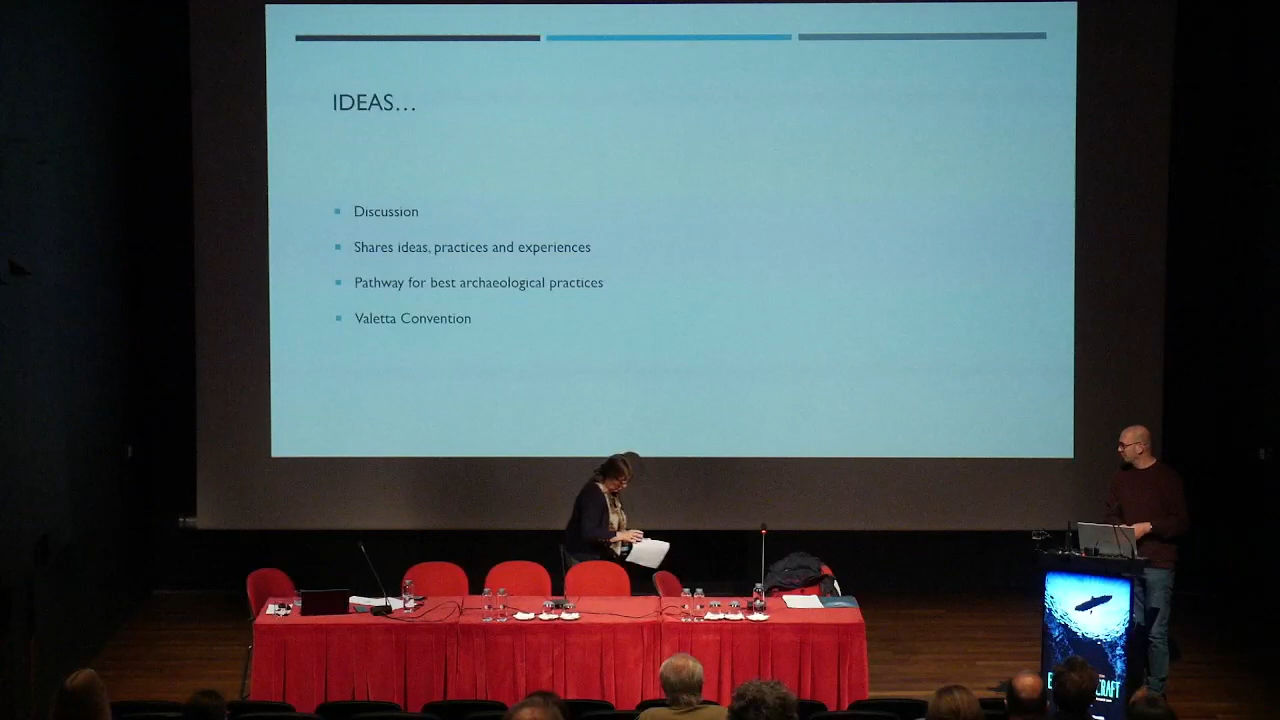 IDEAS…
Discussion
Shares ideas, practices and experiences
Pathway for best archaeological practices
Valetta Convention